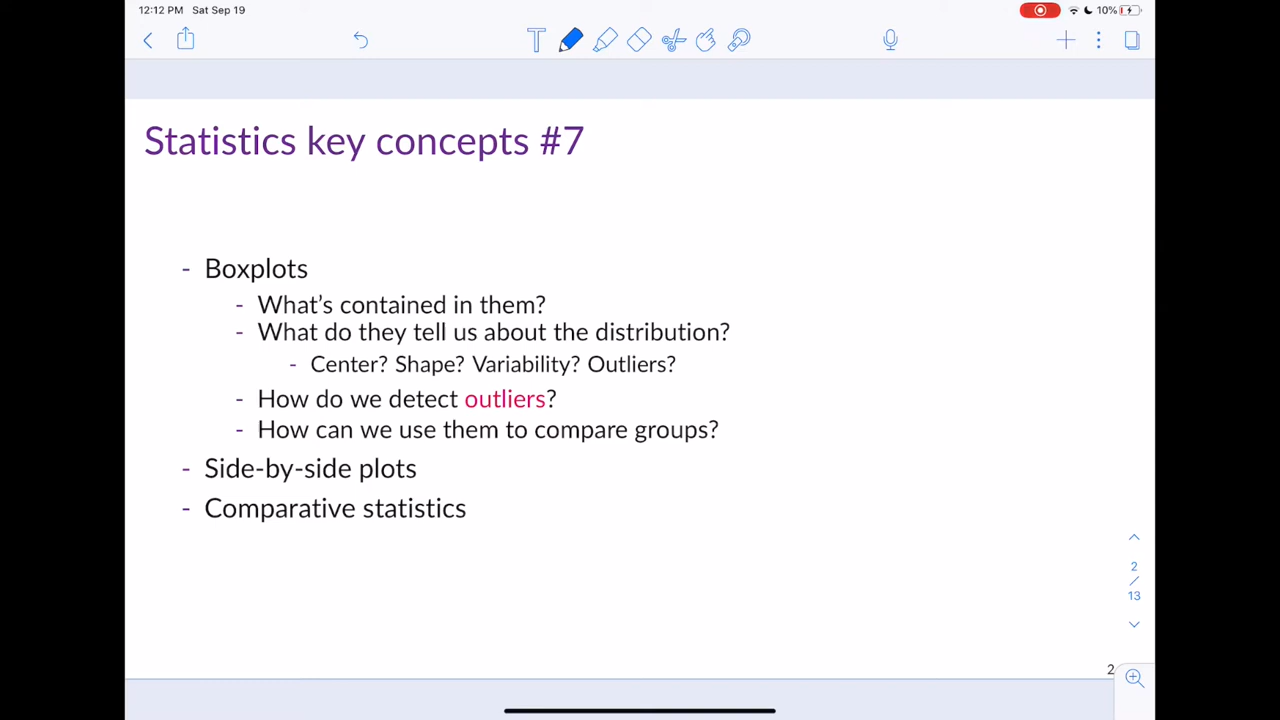 12:12 PM Sat Sep 19
10%
T
Statistics key concepts #7
- Boxplots
- What's contained in them?
- What do they tell us about the distribution?
- Center? Shape? Variability? Outliers?
- How do we detect outliers?
- How can we use them to compare groups?
- Side-by-side plots
- Comparative statistics
2
/
13
2